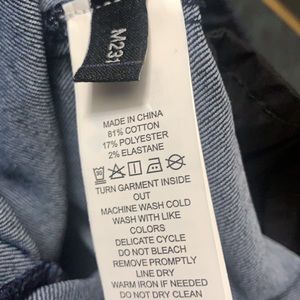 M231
MADE IN CHINA
81% COTTON
17% POLYESTER
2% ELASTANE
TURN GARMENT INSIDE
OUT
MACHINE WASH COLD
WASH WITH LIKE
COLORS
DELICATE CYCLE
DO NOT BLEACH
REMOVE PROMPTLY
LINE DRY
WARM IRON IF NEEDED
DO NOT DRY CLEAN